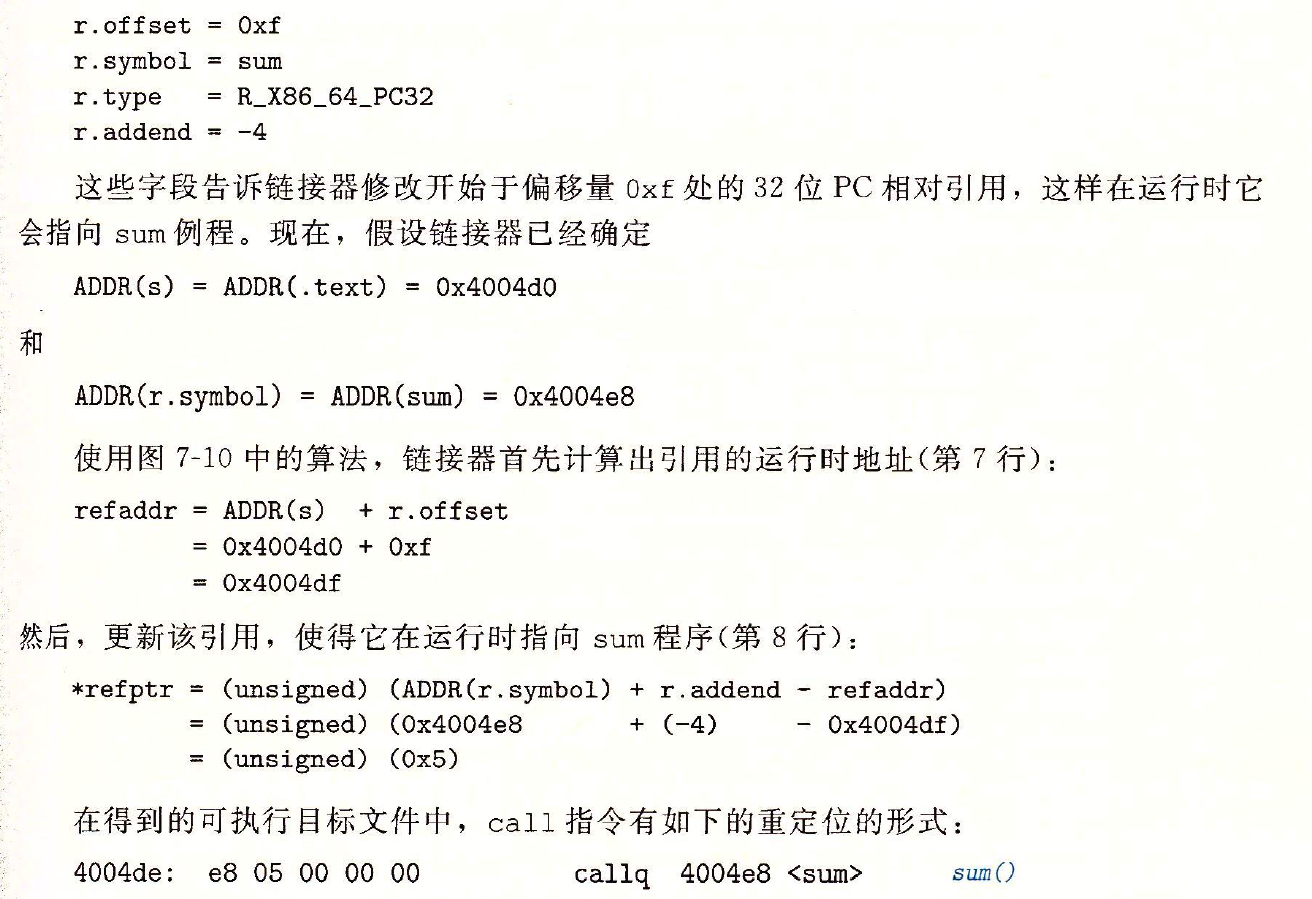 r.offset = 0xf
r.symbol = sum
r.type   = R_X86_64_PC32
r.addend = -4
这些字段告诉链接器修改开始于偏移量 0xf 处的 32 位 PC 相对引用，这样在运行时它
会指向 sum 例程。现在，假设链接器已经确定
ADDR(s) = ADDR(.text) = 0x4004d0
和
ADDR(r.symbol) = ADDR(sum) = 0x4004e8
使用图 7-10 中的算法，链接器首先计算出引用的运行时地址(第 7 行)：
refaddr = ADDR(s)  + r.offset
        = 0x4004d0 + 0xf
        = 0x4004df
然后，更新该引用，使得它在运行时指向 sum 程序(第 8 行)：
*refptr = (unsigned) (ADDR(r.symbol) + r.addend - refaddr)
        = (unsigned) (0x4004e8       + (-4)     - 0x4004df)
        = (unsigned) (0x5)
在得到的可执行目标文件中，call 指令有如下的重定位的形式：
4004de:  e8 05 00 00 00          callq  4004e8 <sum>      sum()